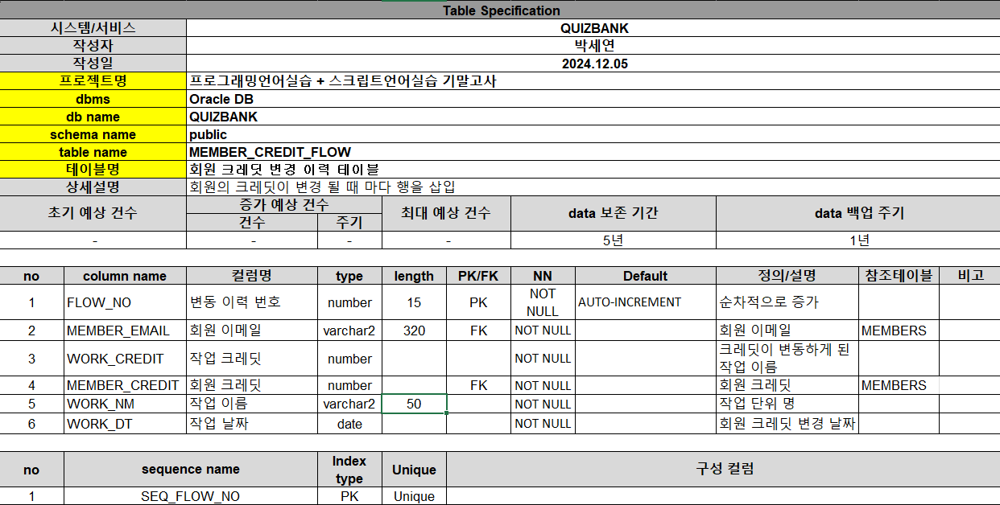 Table Specification
시스템/서비스 QUIZBANK
작성자 박세연
작성일 2024.12.05
프로젝트명 프로그래밍언어실습 + 스크립트언어실습 기말고사
dbms Oracle DB
db name QUIZBANK
schema name public
table name MEMBER_CREDIT_FLOW
테이블명 회원 크레딧 변경 이력 테이블
상세설명 회원의 크레딧이 변경 될 때 마다 행을 삽입
초기 예상 건수 증가 예상 건수 최대 예상 건수 data 보존 기간 data 백업 주기
건수 주기
- - - - 5년 1년
no column name 컬럼명 type length PK/FK NN Default 정의/설명 참조테이블 비고
1 FLOW_NO 변동 이력 번호 number 15 PK NOT NULL AUTO-INCREMENT 순차적으로 증가
2 MEMBER_EMAIL 회원 이메일 varchar2 320 FK NOT NULL 회원 이메일 MEMBERS
3 WORK_CREDIT 작업 크레딧 number NOT NULL 크레딧이 변동하게 된 작업 이름
4 MEMBER_CREDIT 회원 크레딧 number FK NOT NULL 회원 크레딧 MEMBERS
5 WORK_NM 작업 이름 varchar2 50 NOT NULL 작업 단위 명
6 WORK_DT 작업 날짜 date NOT NULL 회원 크레딧 변경 날짜
no sequence name Index type Unique 구성 컬럼
1 SEQ_FLOW_NO PK Unique